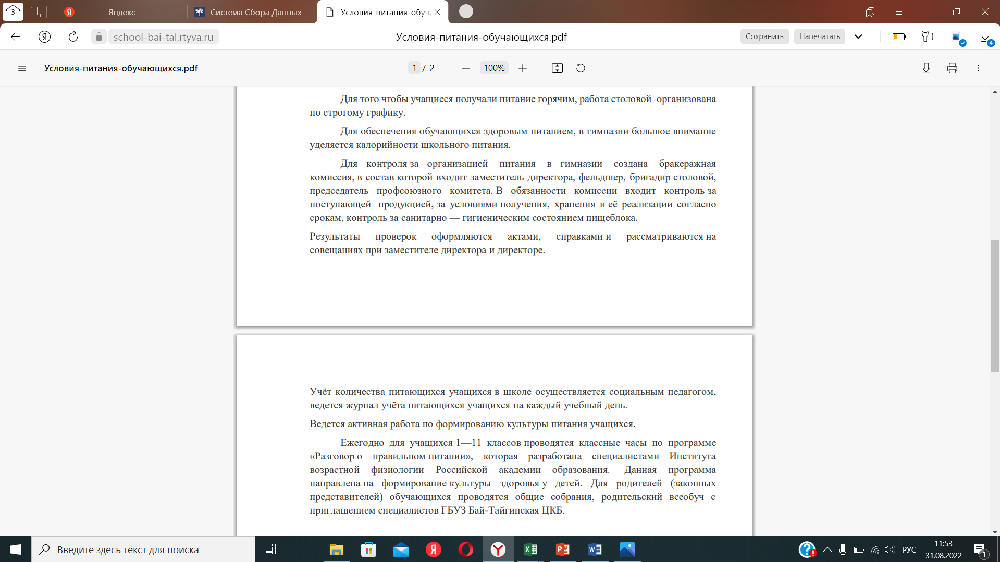 3
Яндекс
Система Сбора Данных
Условия-питания-обуч
school-bai-tal.rtyva.ru
Условия-питания-обучающихся.pdf
Сохранить
Напечатать
4
Условия-питания-обучающихся.pdf
1 / 2
100%
Для того чтобы учащиеся получали питание горячим, работа столовой организована
по строгому графику.
Для обеспечения обучающихся здоровым питанием, в гимназии большое внимание
уделяется калорийности школьного питания.
Для контроля за организацией питания в гимназии создана бракеражная
комиссия, в состав которой входит заместитель директора, фельдшер, бригадир столовой,
председатель профсоюзного комитета. В обязанности комиссии входит контроль за
поступающей продукцией, за условиями получения, хранения и её реализации согласно
срокам, контроль за санитарно — гигиеническим состоянием пищеблока.
Результаты проверок оформляются актами, справками и рассматриваются на
совещаниях при заместителе директора и директоре.
Учёт количества питающихся учащихся в школе осуществляется социальным педагогом,
ведется журнал учёта питающихся учащихся на каждый учебный день.
Ведется активная работа по формированию культуры питания учащихся.
Ежегодно для учащихся 1—11 классов проводятся классные часы по программе
«Разговор о правильном питании», которая разработана специалистами Института
возрастной физиологии Российской академии образования. Данная программа
направлена на формирование культуры здоровья у детей. Для родителей (законных
представителей) обучающихся проводятся общие собрания, родительский всеобуч с
приглашением специалистов ГБУЗ Бай-Тайгинская ЦКБ.
Введите здесь текст для поиска
РУС
11:53
31.08.2022
1